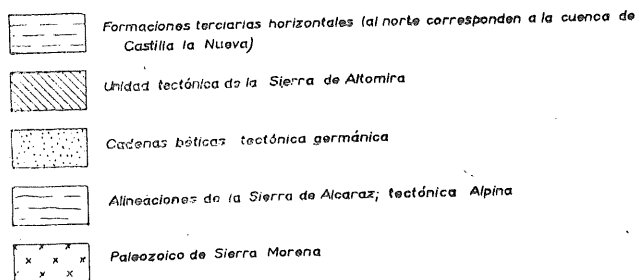 Formaciones terciarias horizontales (al norte corresponden a la cuenca de
Castilla la Nueva)
Unidad tectónica de la Sierra de Altomira
Cadenas béticas tectónica germánica
Alineaciones de la Sierra de Alcaraz; tectónica Alpina
Paleozoico de Sierra Morena